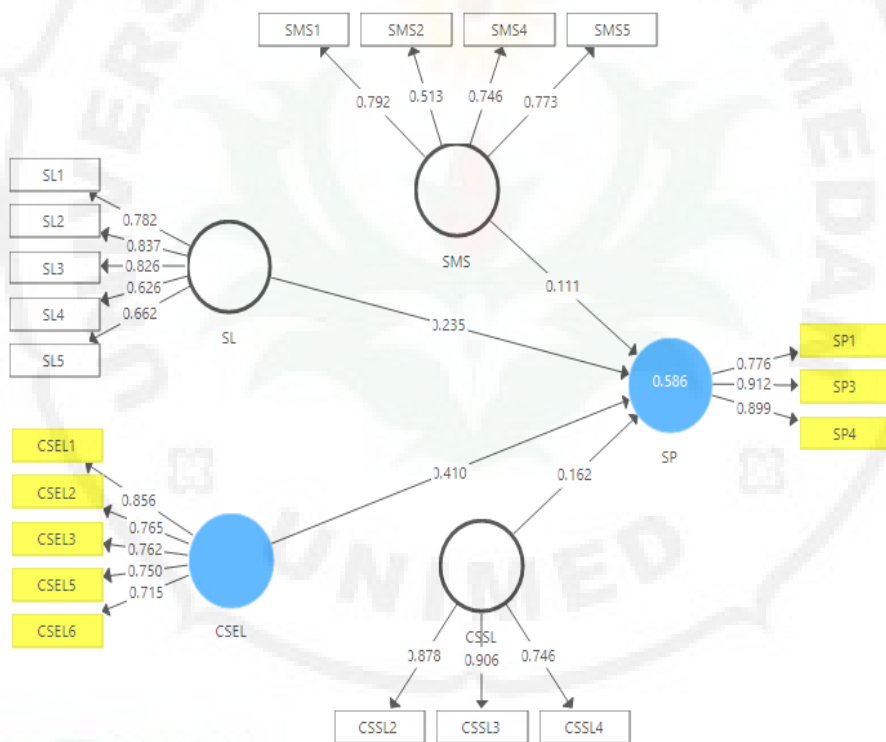 SMS1 SMS2 SMS4 SMS5
0.792 0.513 0.746 0.773
SMS
SL1
SL2
SL3
SL4
SL5
0.782
0.837
0.826
0.626
0.662
SL
0.111
0.235
0.586
SP
0.776
0.912
0.899
SP1
SP3
SP4
CSEL1
CSEL2
CSEL3
CSEL5
CSEL6
0.856
0.765
0.762
0.750
0.715
CSEL
0.410
0.162
CSSL
0.878 0.906 0.746
CSSL2 CSSL3 CSSL4
UNIMED